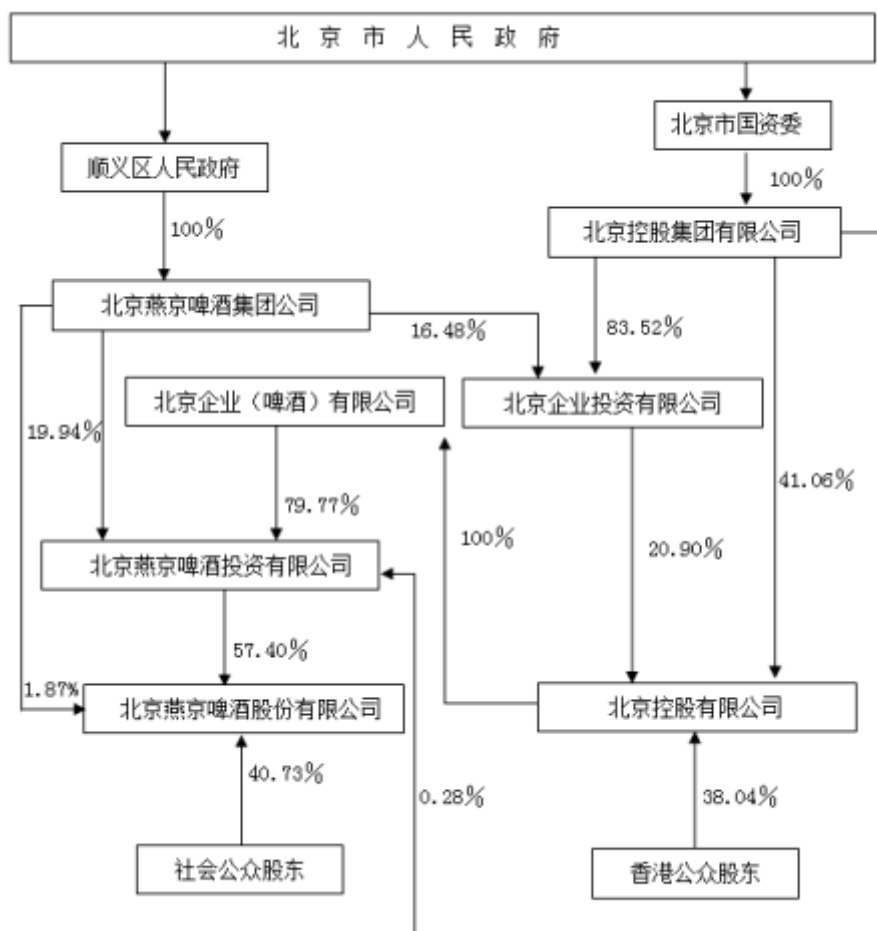 北京市人民政府
北京市国资委
顺义区人民政府
100%
100%
北京控股集团有限公司
北京燕京啤酒集团公司
16.48%
83.52%
北京企业（啤酒）有限公司
北京企业投资有限公司
19.94%
41.06%
79.77%
100%
20.90%
北京燕京啤酒投资有限公司
57.40%
1.87%
北京燕京啤酒股份有限公司
北京控股有限公司
40.73%
0.28%
38.04%
社会公众股东
香港公众股东